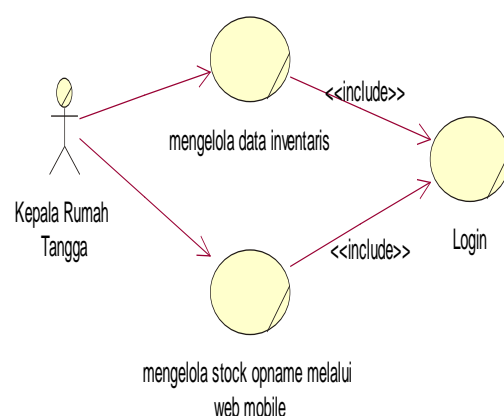 <<include>>
mengelola data inventaris
Kepala Rumah
Tangga
<<include>>
Login
mengelola stock opname melalui
web mobile